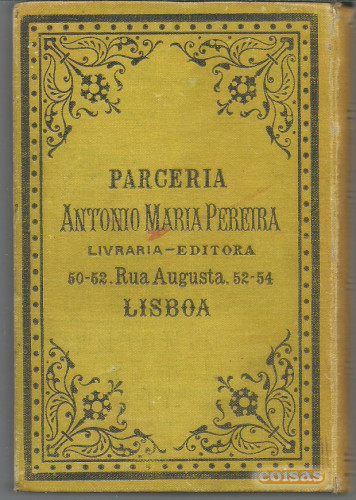 PARCERIA
ANTONIO MARIA PEREIRA
LIVRARIA-EDITORA
50-52. Rua Augusta. 52-54
LISBOA
coisas